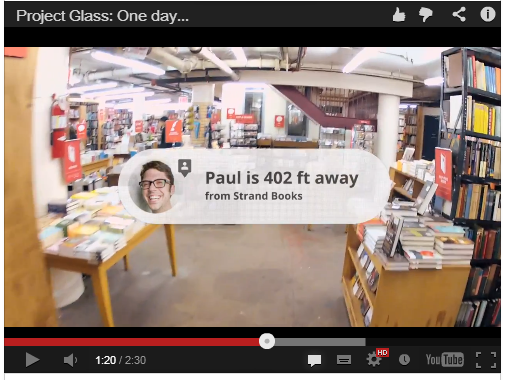 Project Glass: One day...
Paul is 402 ft away
from Strand Books
1:20 / 2:30
HD
YouTube